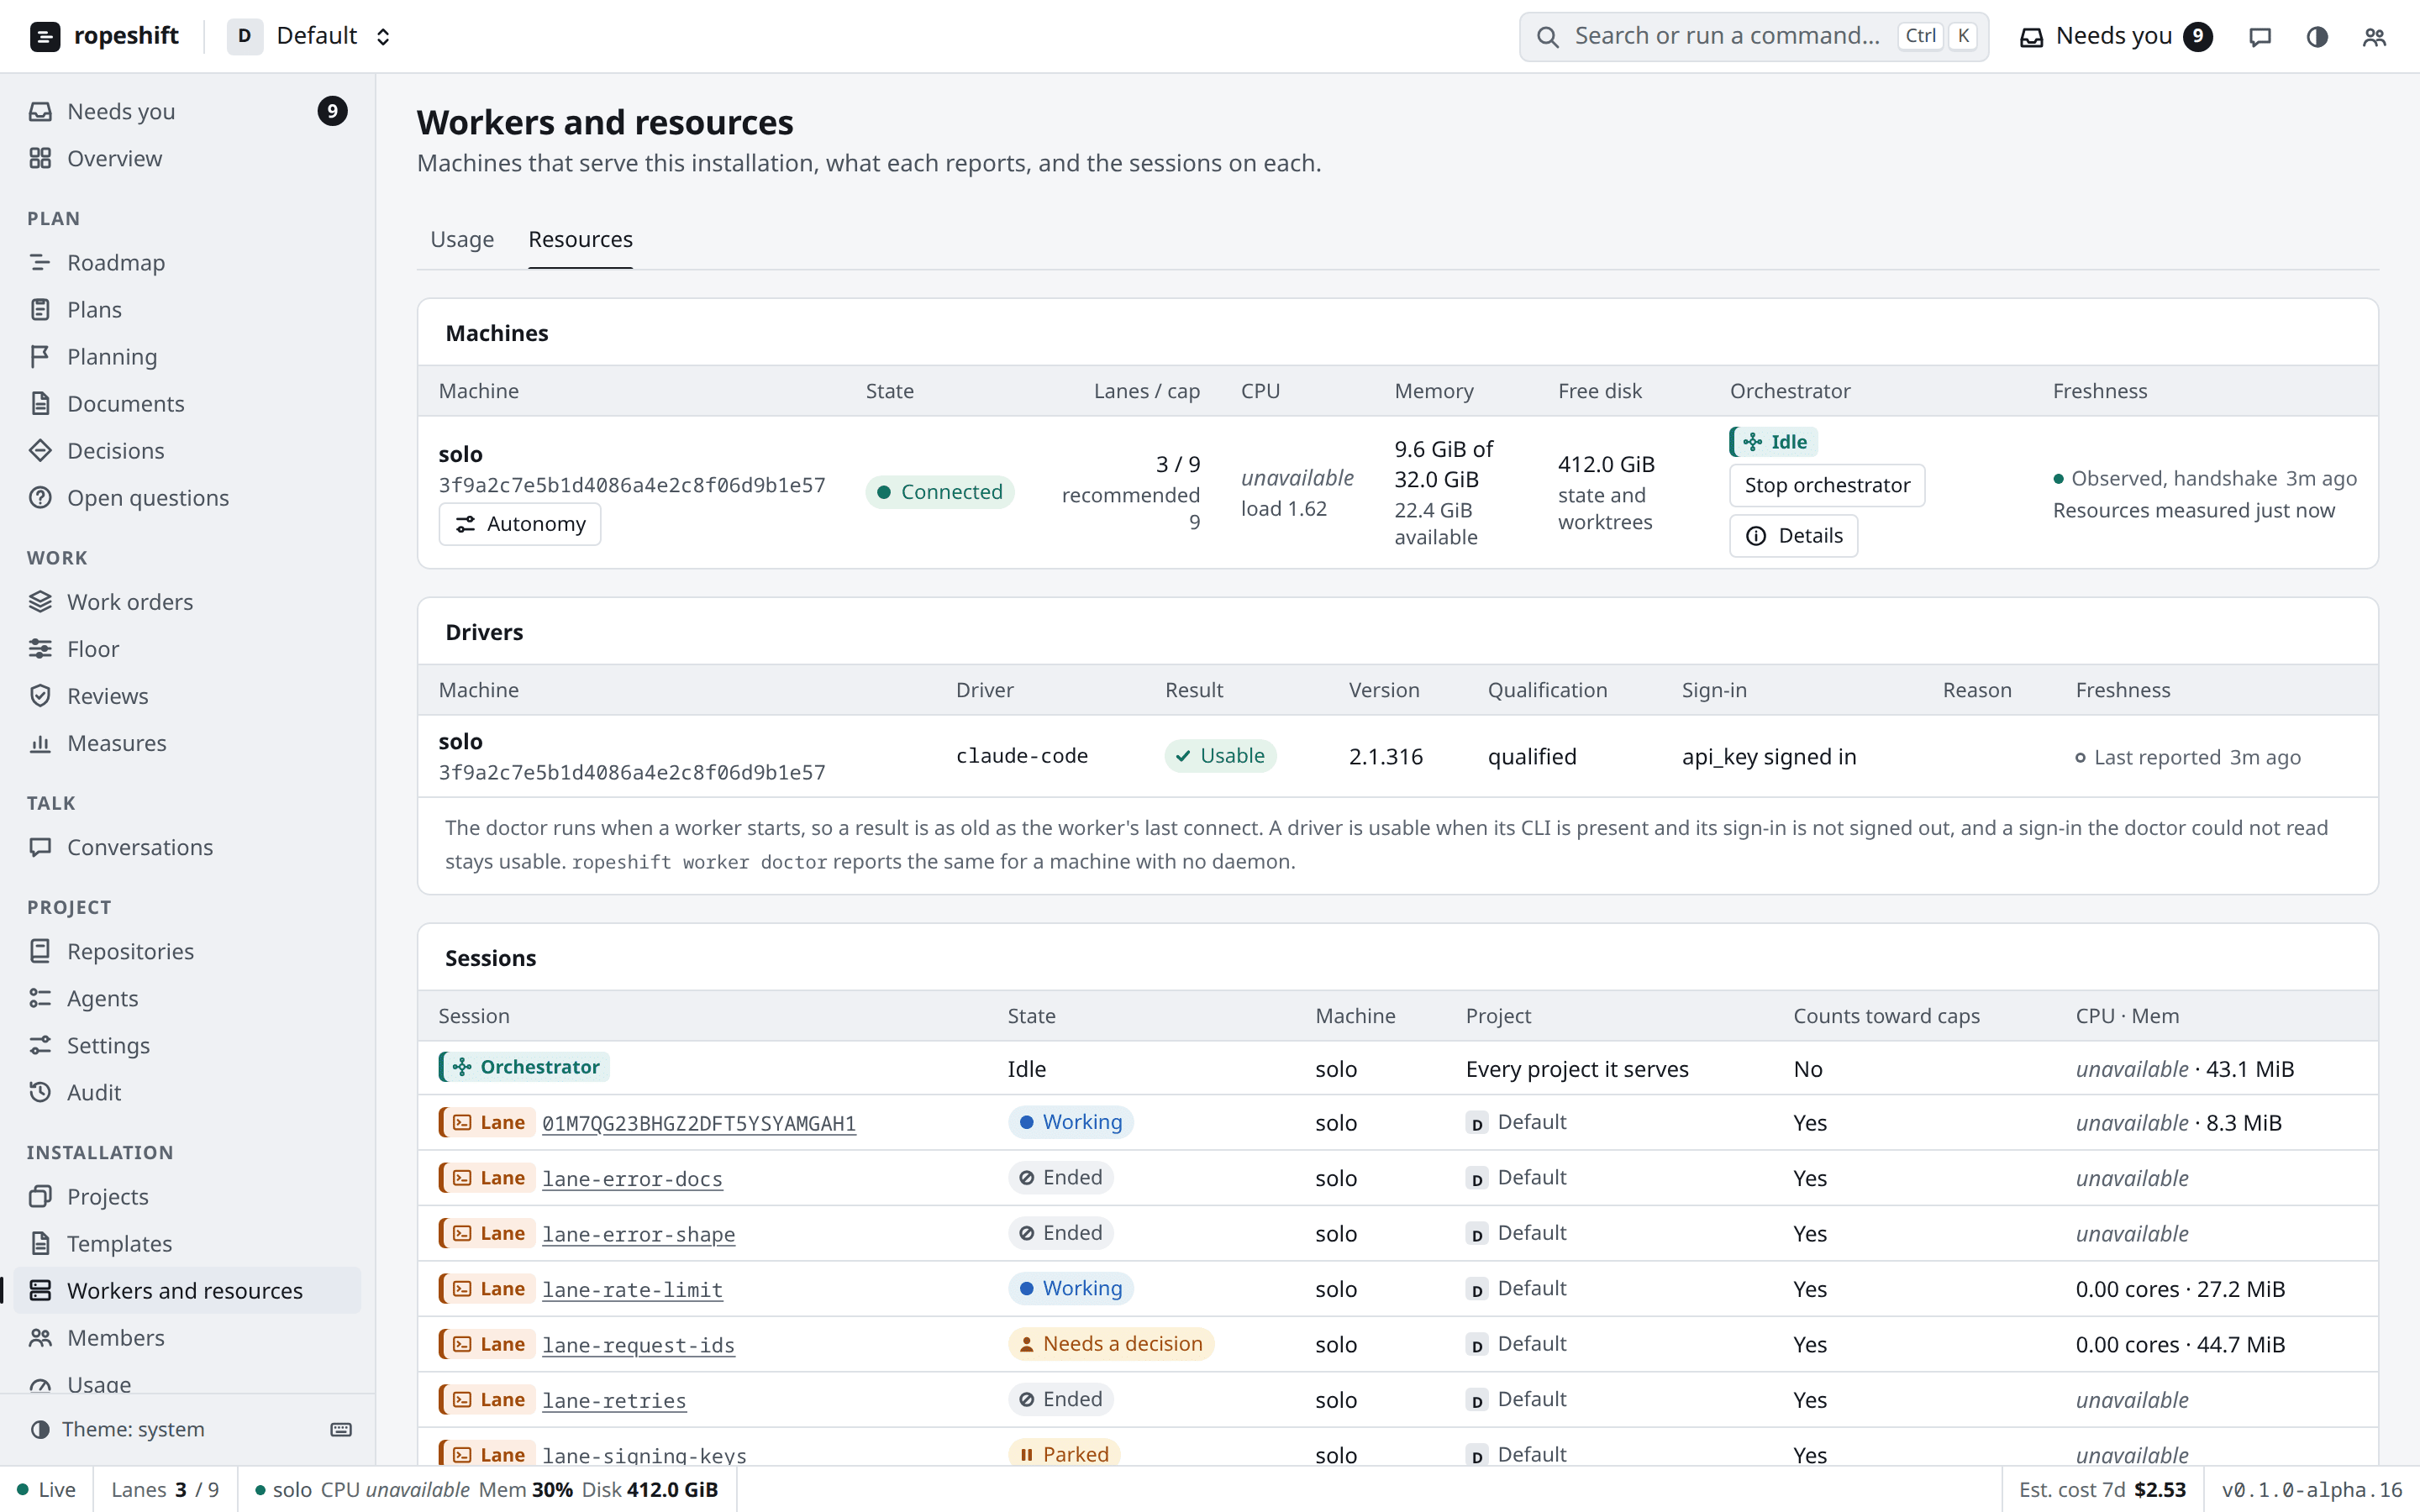 ropeshift
D Default
Search or run a command... Ctrl K
Needs you 9
Needs you 9
Overview
PLAN
Roadmap
Plans
Planning
Documents
Decisions
Open questions
WORK
Work orders
Floor
Reviews
Measures
TALK
Conversations
PROJECT
Repositories
Agents
Settings
Audit
INSTALLATION
Projects
Templates
Workers and resources
Members
Usage
Theme: system
Workers and resources
Machines that serve this installation, what each reports, and the sessions on each.
Usage Resources
Machines
Machine State Lanes / cap CPU Memory Free disk Orchestrator Freshness
solo
3f9a2c7e5b1d4086a4e2c8f06d9b1e57
Autonomy
Connected
3 / 9
recommended
9
unavailable
load 1.62
9.6 GiB of
32.0 GiB
22.4 GiB
available
412.0 GiB
state and
worktrees
Idle
Stop orchestrator
Details
Observed, handshake 3m ago
Resources measured just now
Drivers
Machine Driver Result Version Qualification Sign-in Reason Freshness
solo
3f9a2c7e5b1d4086a4e2c8f06d9b1e57
claude-code Usable 2.1.316 qualified api_key signed in Last reported 3m ago
The doctor runs when a worker starts, so a result is as old as the worker's last connect. A driver is usable when its CLI is present and its sign-in is not signed out, and a sign-in the doctor could not read
stays usable. ropeshift worker doctor reports the same for a machine with no daemon.
Sessions
Session State Machine Project Counts toward caps CPU · Mem
Orchestrator Idle solo Every project it serves No unavailable · 43.1 MiB
Lane 01M7QG23BHGZ2DFT5YSYAMGAH1 Working solo D Default Yes unavailable · 8.3 MiB
Lane lane-error-docs Ended solo D Default Yes unavailable
Lane lane-error-shape Ended solo D Default Yes unavailable
Lane lane-rate-limit Working solo D Default Yes 0.00 cores · 27.2 MiB
Lane lane-request-ids Needs a decision solo D Default Yes 0.00 cores · 44.7 MiB
Lane lane-retries Ended solo D Default Yes unavailable
Lane lane-signing-keys Parked solo D Default Yes unavailable
Live Lanes 3 / 9 solo CPU unavailable Mem 30% Disk 412.0 GiB Est. cost 7d $2.53 v0.1.0-alpha.16